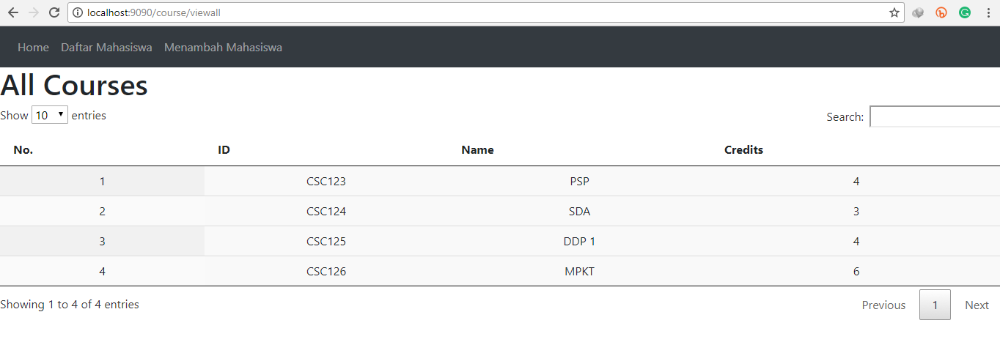 localhost:9090/course/viewall
Home Daftar Mahasiswa Menambah Mahasiswa
All Courses
Show 10 entries Search:
No. ID Name Credits
1 CSC123 PSP 4
2 CSC124 SDA 3
3 CSC125 DDP 1 4
4 CSC126 MPKT 6
Showing 1 to 4 of 4 entries Previous 1 Next